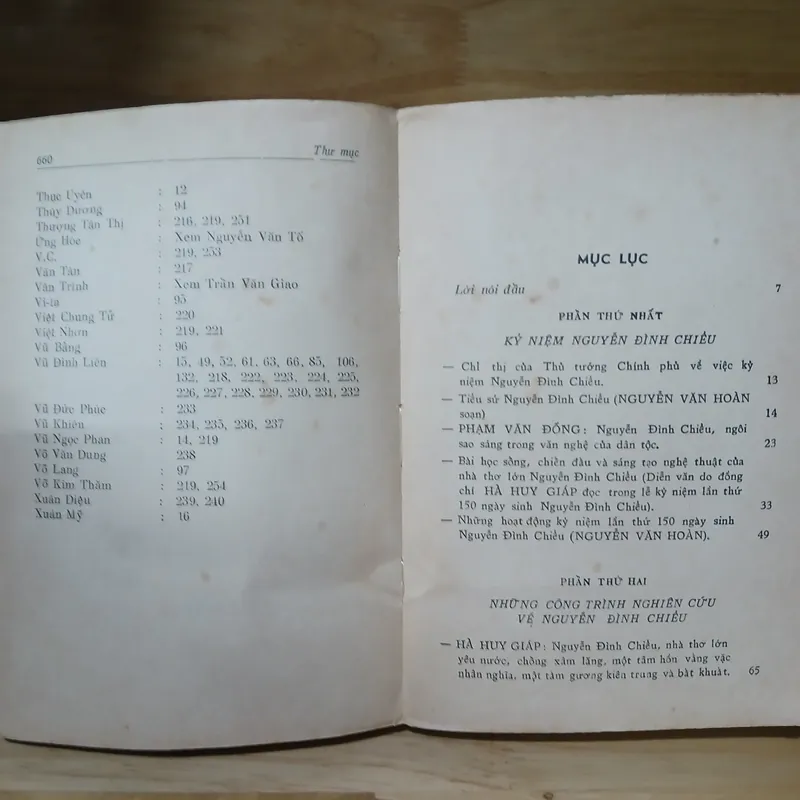 660 Thư mục
Thục Uyên : 12
Thùy Dương : 94
Thượng Tân Thị : 216, 219, 251
Ứng Hòe : Xem Nguyễn Văn Tố
V.C. : 219, 253
Văn Tân : 217
Văn Trinh : Xem Trần Văn Giao
Vi-ta : 95
Việt Chung Tử : 220
Việt Nhơn : 219, 221
Vũ Bằng : 96
Vũ Đình Liên : 15, 49, 52, 61, 63, 66, 85, 106,
132, 218, 222, 223, 224, 225,
226, 227, 228, 229, 230, 231, 232
Vũ Đức Phúc : 233
Vũ Khiêu : 234, 235, 236, 237
Vũ Ngọc Phan : 14, 219
Võ Văn Dung : 238
Võ Lang : 97
Võ Kim Thăm : 219, 254
Xuân Diệu : 239, 240
Xuân Mỹ : 16
MỤC LỤC
Lời nói đầu 7
PHẦN THỨ NHẤT
KỶ NIỆM NGUYỄN ĐÌNH CHIỂU
— Chỉ thị của Thủ tướng Chính phủ về việc kỷ
niệm Nguyễn Đình Chiểu. 13
— Tiểu sử Nguyễn Đình Chiểu (NGUYỄN VĂN HOÀN
soạn) 14
— PHẠM VĂN ĐỒNG : Nguyễn Đình Chiểu, ngôi
sao sáng trong văn nghệ của dân tộc. 23
— Bài học sống, chiến đấu và sáng tạo nghệ thuật của
nhà thơ lớn Nguyễn Đình Chiểu (Diễn văn do đồng
chí HÀ HUY GIÁP đọc trong lễ kỷ niệm lần thứ
150 ngày sinh Nguyễn Đình Chiểu). 33
— Những hoạt động kỷ niệm lần thứ 150 ngày sinh
Nguyễn Đình Chiểu (NGUYỄN VĂN HOÀN). 49
PHẦN THỨ HAI
NHỮNG CÔNG TRÌNH NGHIÊN CỨU
VỀ NGUYỄN ĐÌNH CHIỂU
— HÀ HUY GIÁP : Nguyễn Đình Chiểu, nhà thơ lớn
yêu nước, chống xâm lăng, một tâm hồn vằng vặc
nhân nghĩa, một tấm gương kiên trung và bất khuất. 65